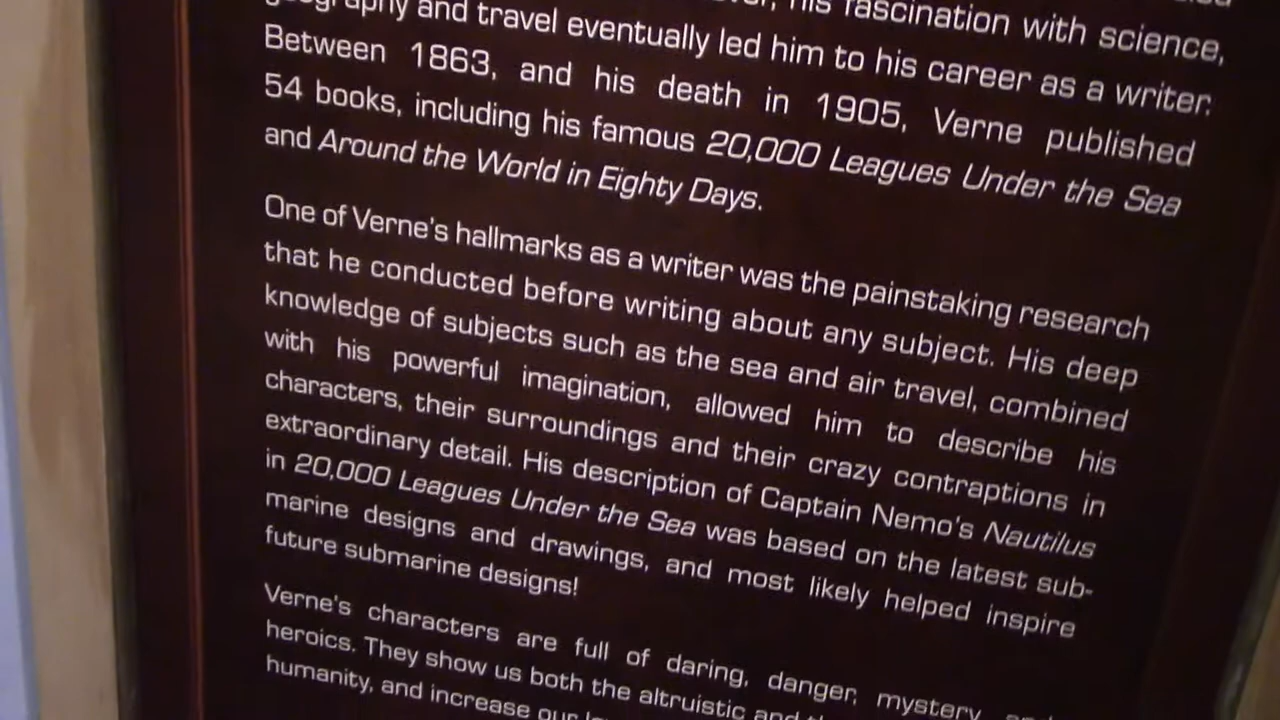 his fascination with science,
geography and travel eventually led him to his career as a writer.
Between 1863, and his death in 1905, Verne published
54 books, including his famous 20,000 Leagues Under the Sea
and Around the World in Eighty Days.
One of Verne's hallmarks as a writer was the painstaking research
that he conducted before writing about any subject. His deep
knowledge of subjects such as the sea and air travel, combined
with his powerful imagination, allowed him to describe his
characters, their surroundings and their crazy contraptions in
extraordinary detail. His description of Captain Nemo's Nautilus
in 20,000 Leagues Under the Sea was based on the latest sub-
marine designs and drawings, and most likely helped inspire
future submarine designs!
Verne's characters are full of daring, danger, mystery
heroics. They show us both the altruistic and
humanity, and increase our